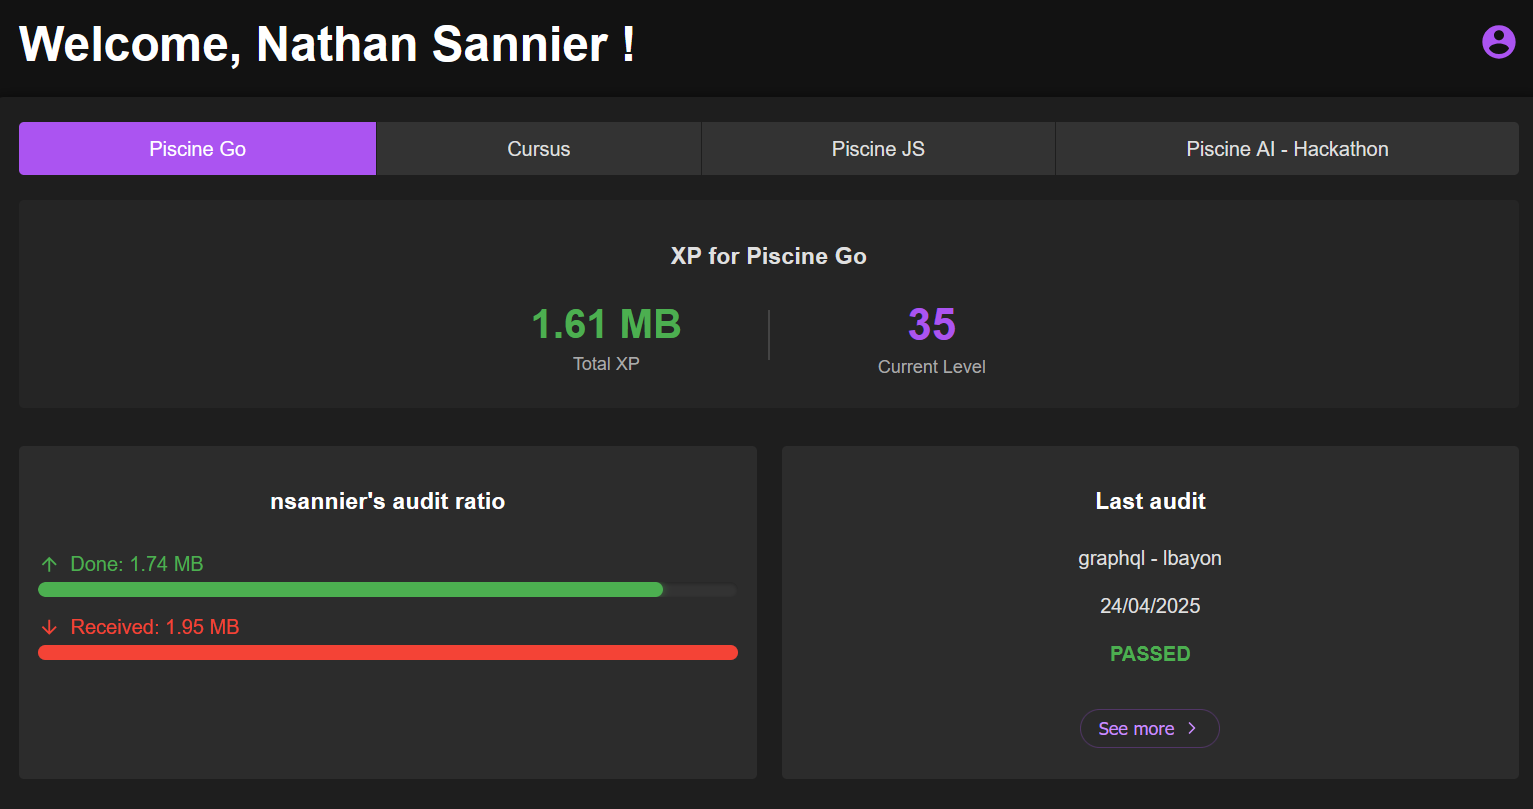 Welcome, Nathan Sannier !
Piscine Go
Cursus
Piscine JS
Piscine AI - Hackathon
XP for Piscine Go
1.61 MB
Total XP
35
Current Level
nsannier's audit ratio
Done: 1.74 MB
Received: 1.95 MB
Last audit
graphql - lbayon
24/04/2025
PASSED
See more